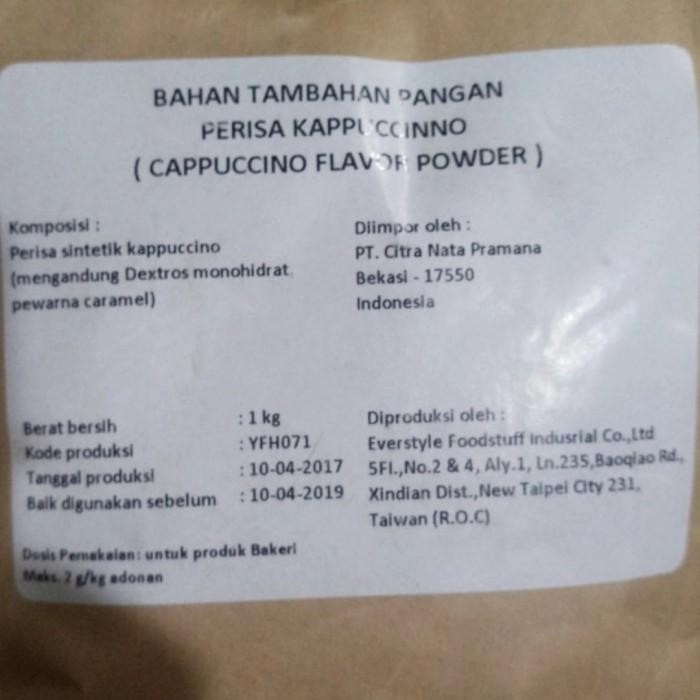 BAHAN TAMBAHAN PANGAN
PERISA KAPPUCCINNO
( CAPPUCCINO FLAVOR POWDER )
Komposisi :
Perisa sintetik kappuccino
(mengandung Dextros monohidrat,
pewarna caramel)
Diimpor oleh :
PT. Citra Nata Pramana
Bekasi - 17550
Indonesia
Berat bersih : 1 kg
Kode produksi : YFH071
Tanggal produksi : 10-04-2017
Baik digunakan sebelum : 10-04-2019
Diproduksi oleh :
Everstyle Foodstuff Indusrial Co.,Ltd
5Fl.,No.2 & 4, Aly.1, Ln.235,Baoqiao Rd.,
Xindian Dist.,New Taipei City 231,
Taiwan (R.O.C)
Dosis Pemakaian: untuk produk Bakeri
Maks. 2 g/kg adonan